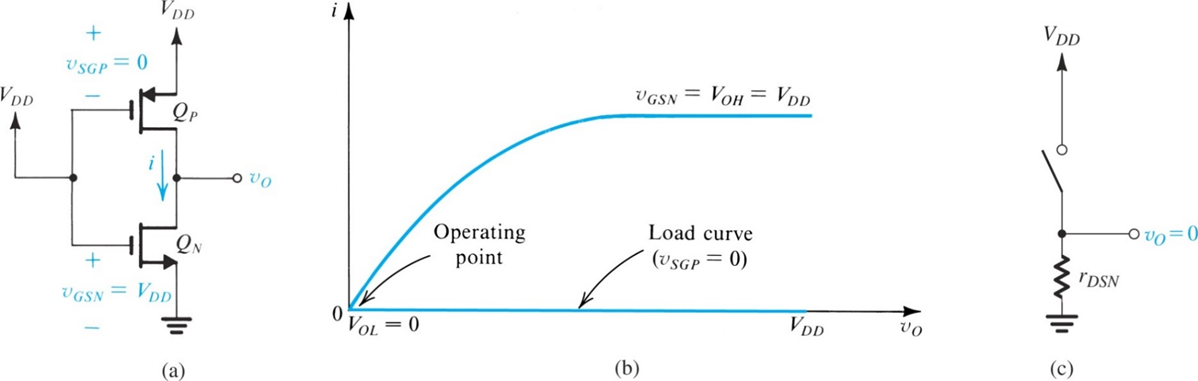 V_DD
+
v_SGP = 0
−
V_DD
Q_P
i
v_O
Q_N
+
v_GSN = V_DD
−
(a)
i
v_GSN = V_OH = V_DD
Operating
point
Load curve
(v_SGP = 0)
0
V_OL = 0
V_DD
v_O
(b)
V_DD
v_O = 0
r_DSN
(c)